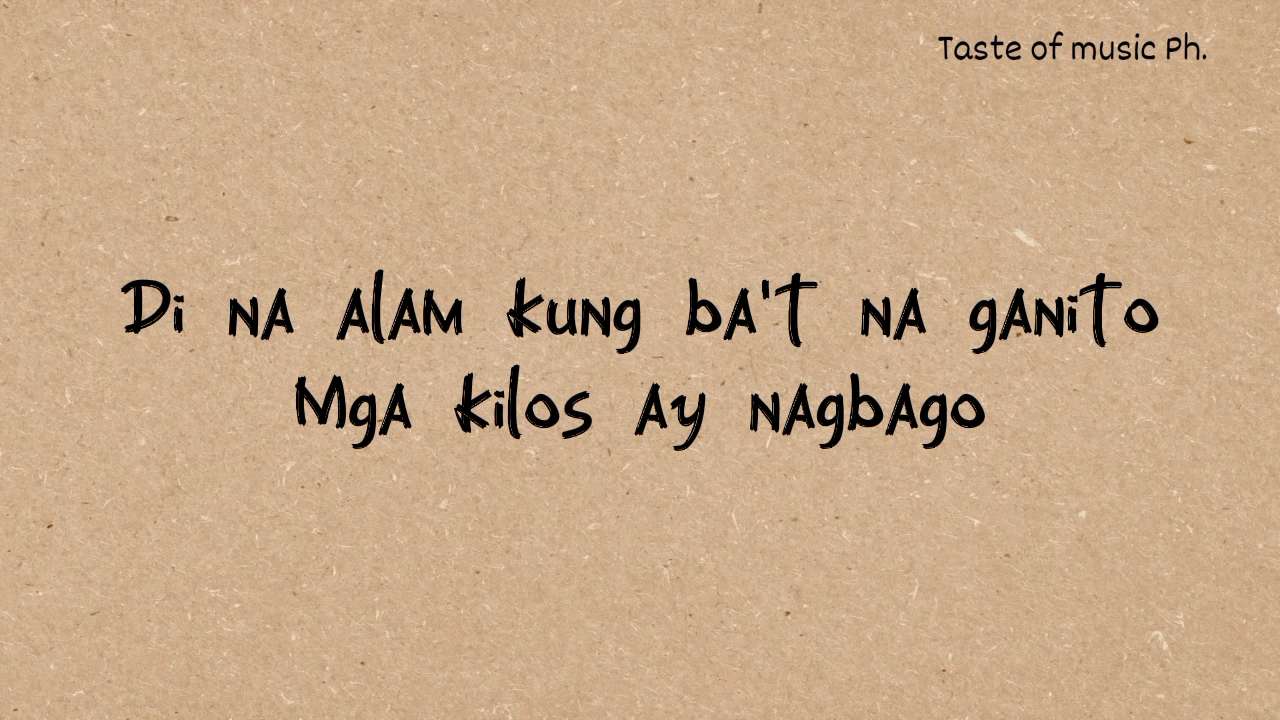 Taste of music Ph.
Di na alam kung ba't na ganito
Mga kilos ay nagbago